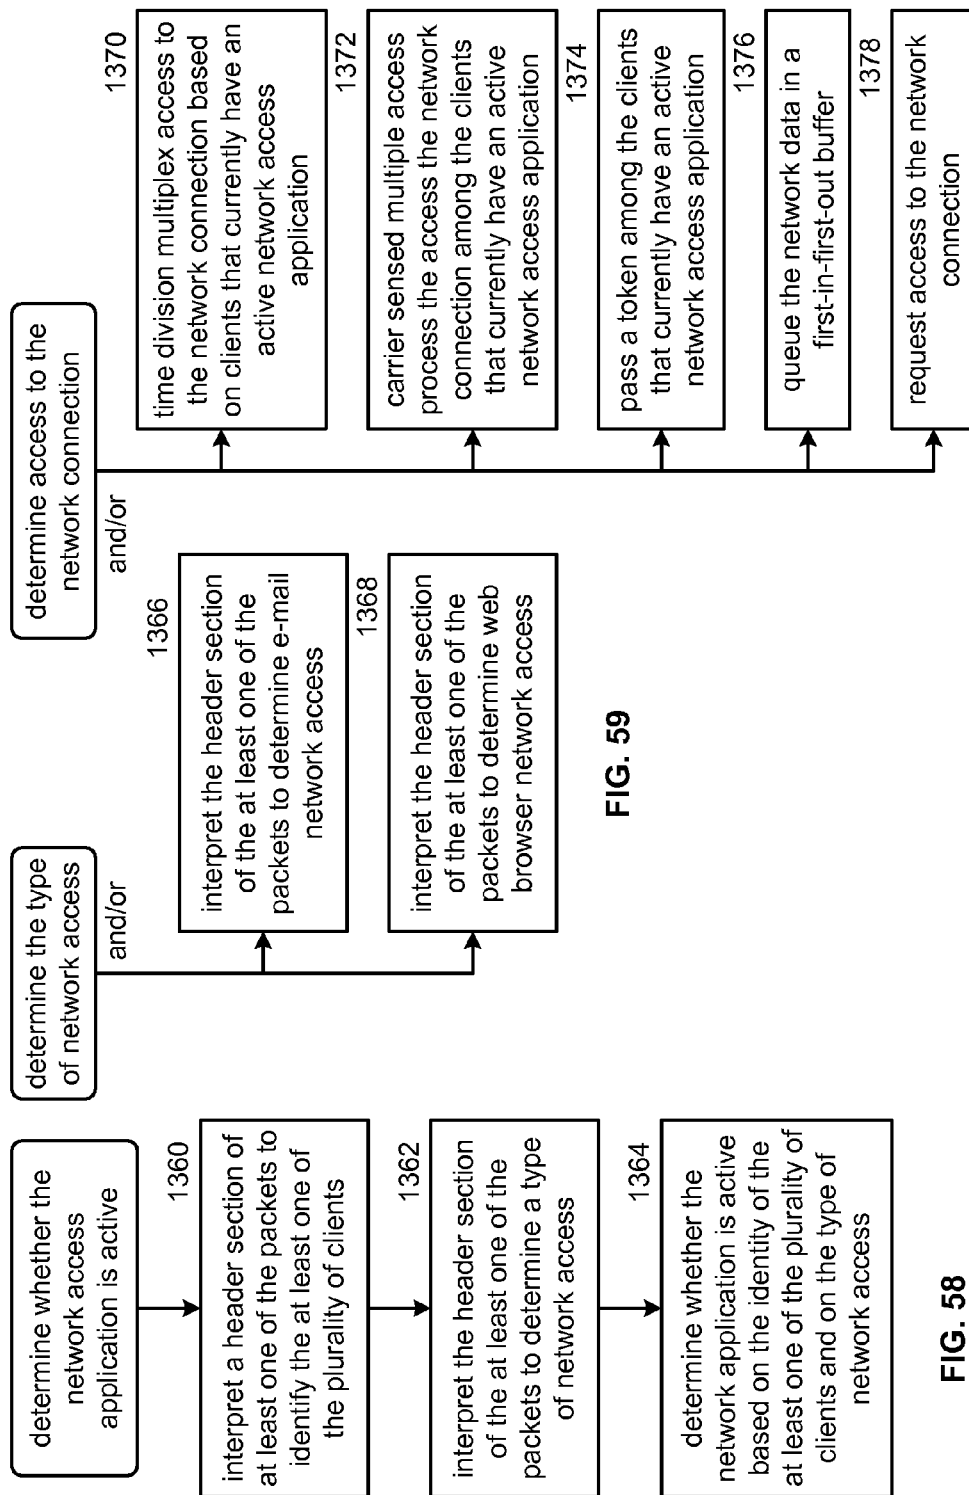 determine whether the
network access
application is active
1360
interpret a header section of
at least one of the packets to
identify the at least one of
the plurality of clients
1362
interpret the header section
of the at least one of the
packets to determine a type
of network access
1364
determine whether the
network application is active
based on the identity of the
at least one of the plurality of
clients and on the type of
network access
FIG. 58
determine the type
of network access
and/or
1366
interpret the header section
of the at least one of the
packets to determine e-mail
network access
1368
interpret the header section
of the at least one of the
packets to determine web
browser network access
FIG. 59
determine access to the
network connection
and/or
1370
time division multiplex access to
the network connection based
on clients that currently have an
active network access
application
1372
carrier sensed multiple access
process the access the network
connection among the clients
that currently have an active
network access application
1374
pass a token among the clients
that currently have an active
network access application
1376
queue the network data in a
first-in-first-out buffer
1378
request access to the network
connection